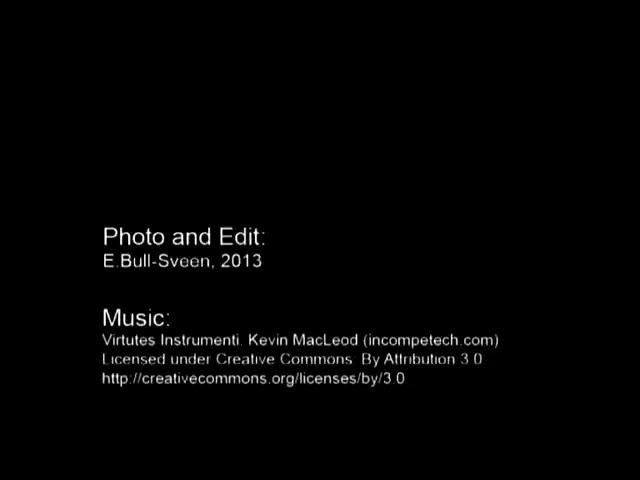 Photo and Edit:
E.Bull-Sveen, 2013
Music:
Virtutes Instrumenti. Kevin MacLeod (incompetech.com)
Licensed under Creative Commons: By Attribution 3.0
http://creativecommons.org/licenses/by/3.0